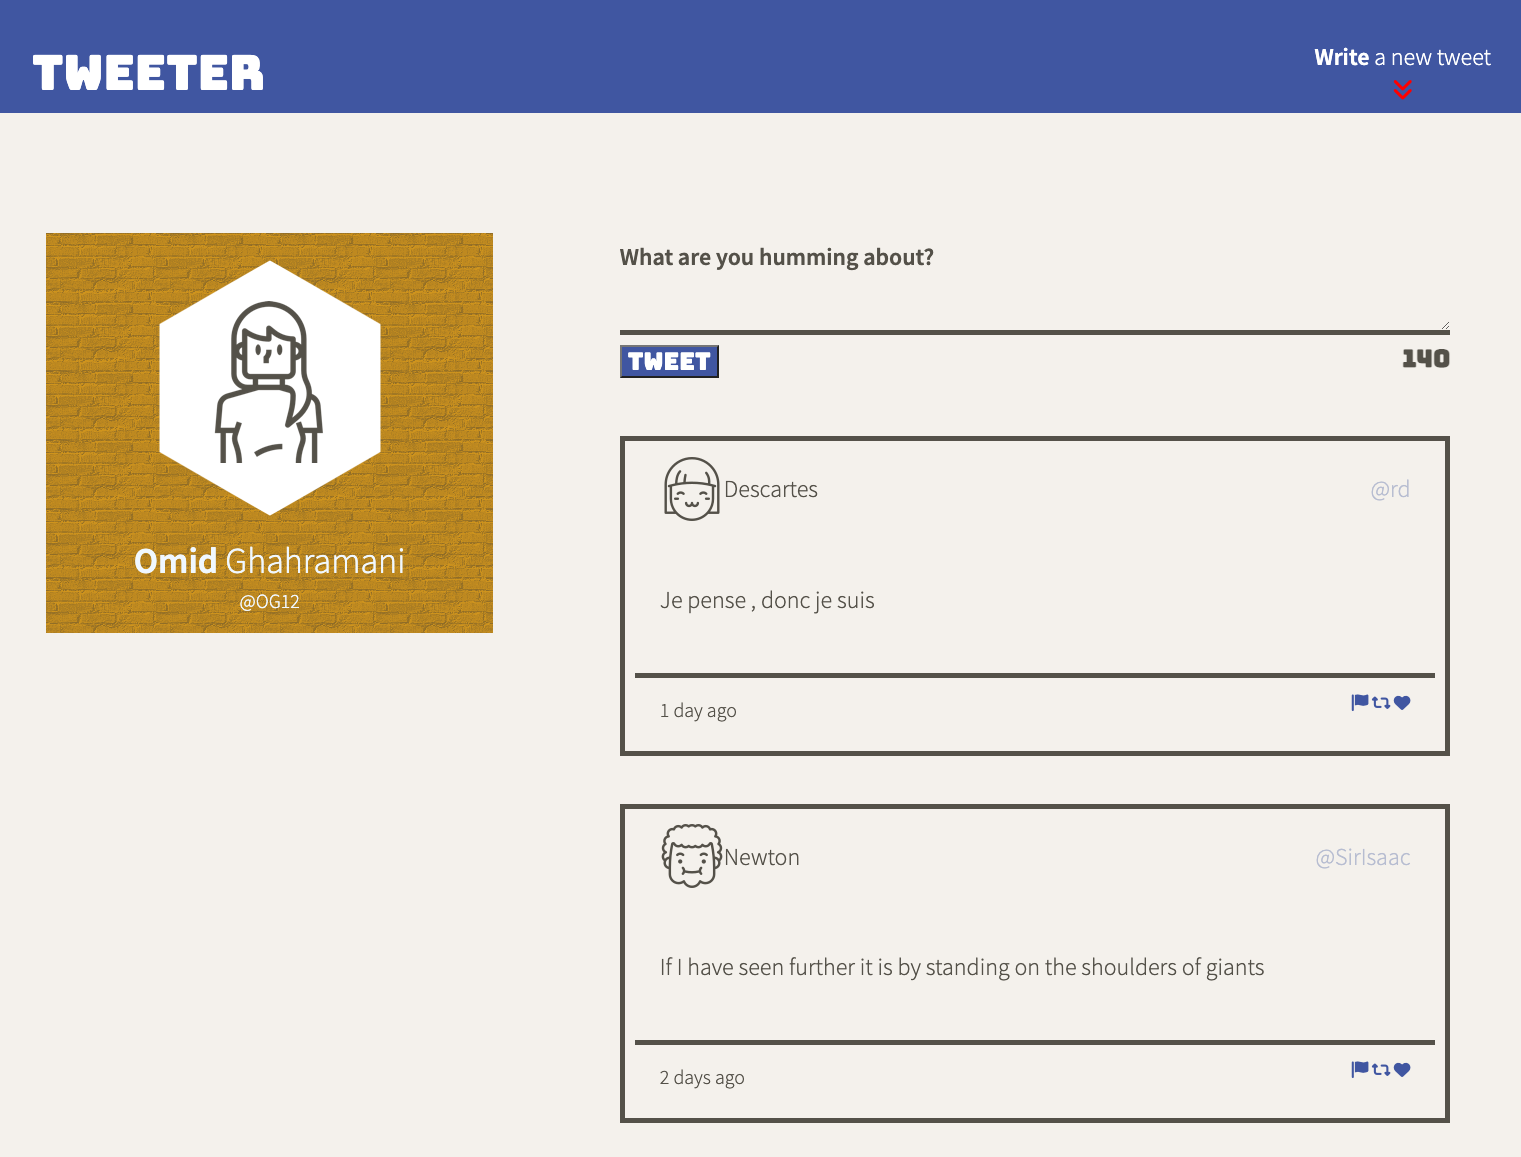 TWEETER
Write a new tweet
Omid Ghahramani
@OG12
What are you humming about?
TWEET
140
Descartes
@rd
Je pense , donc je suis
1 day ago
Newton
@SirIsaac
If I have seen further it is by standing on the shoulders of giants
2 days ago